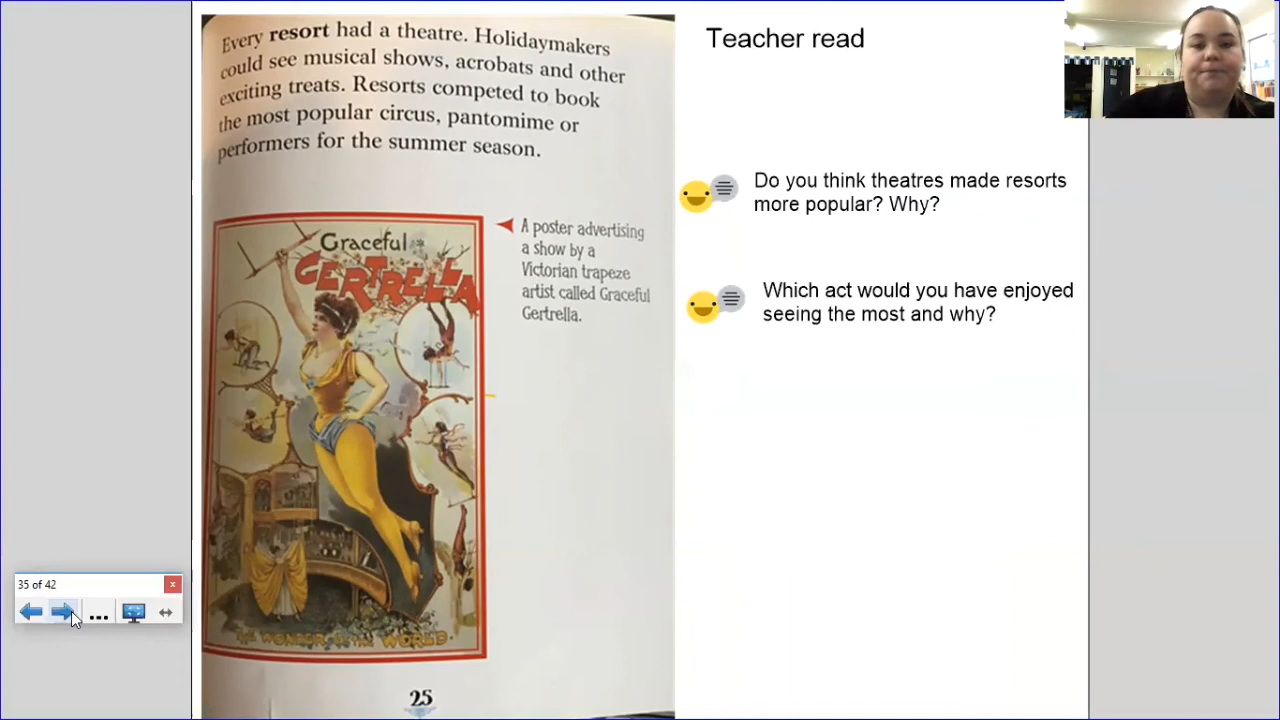 Every resort had a theatre. Holidaymakers
could see musical shows, acrobats and other
exciting treats. Resorts competed to book
the most popular circus, pantomime or
performers for the summer season.
Graceful
GERTRELLA
THE WONDER OF THE WORLD
A poster advertising
a show by a
Victorian trapeze
artist called Graceful
Gertrella.
25
Teacher read
Do you think theatres made resorts
more popular? Why?
Which act would you have enjoyed
seeing the most and why?
35 of 42